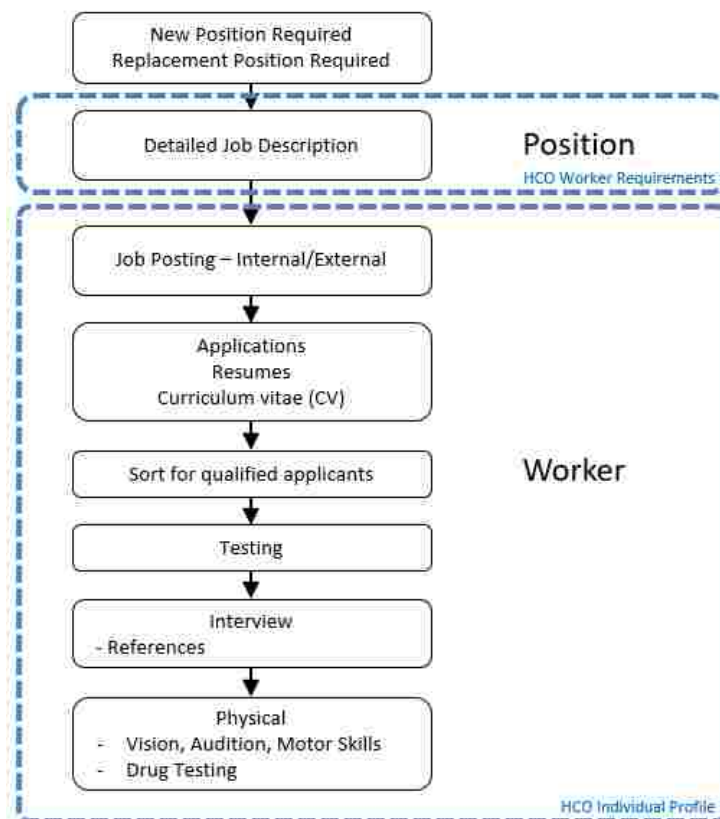 New Position Required
Replacement Position Required
Detailed Job Description
Position
HCO Worker Requirements
Job Posting – Internal/External
Applications
Resumes
Curriculum vitae (CV)
Sort for qualified applicants
Worker
Testing
Interview
- References
Physical
- Vision, Audition, Motor Skills
- Drug Testing
HCO Individual Profile